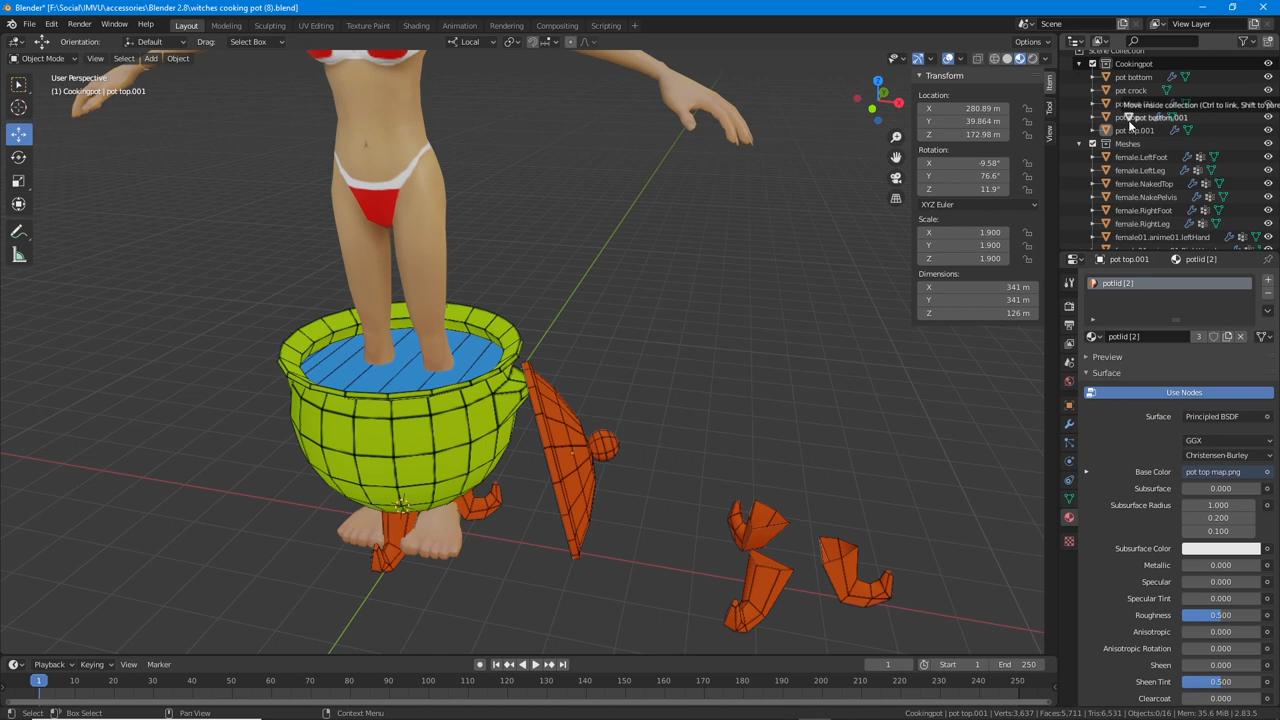 Blender* [F:\Social\IMVU\accessories\Blender 2.8\witches cooking pot (8).blend]
File Edit Render Window Help Layout Modeling Sculpting UV Editing Texture Paint Shading Animation Rendering Compositing Scripting + Scene View Layer
Orientation: Default Drag: Select Box Local Options
Object Mode View Select Add Object
User Perspective
(1) Cookingpot | pot top.001
X
Z
Item
Tool
View
Transform
Location:
X 280.89 m
Y 39.864 m
Z 172.98 m
Rotation:
X -9.58°
Y 76.6°
Z 11.9°
XYZ Euler
Scale:
X 1.900
Y 1.900
Z 1.900
Dimensions:
X 341 m
Y 341 m
Z 126 m
Scene Collection
Cookingpot
pot bottom
pot crock
Move inside collection (Ctrl to link, Shift to pare
pot bottom.001
pot top.001
Meshes
female.LeftFoot
female.LeftLeg
female.NakedTop
female.NakePelvis
female.RightFoot
female.RightLeg
female01.anime01.leftHand
pot top.001 potlid [2]
potlid [2]
potlid [2] 3
Preview
Surface
Use Nodes
Surface Principled BSDF
GGX
Christensen-Burley
Base Color pot top map.png
Subsurface 0.000
Subsurface Radius 1.000
0.200
0.100
Subsurface Color
Metallic 0.000
Specular 0.000
Specular Tint 0.000
Roughness 0.500
Anisotropic 0.000
Anisotropic Rotation 0.000
Sheen 0.000
Sheen Tint 0.500
Clearcoat 0.000
Playback Keying View Marker 1 Start 1 End 250
1 10 20 30 40 50 60 70 80 90 100 110 120 130 140 150 160 170 180 190 200 210 220 230 240 250
Select Box Select Pan View Context Menu Cookingpot | pot top.001 | Verts:3,637 | Faces:5,711 | Tris:6,531 | Objects:0/16 | Mem: 35.6 MiB | 2.83.5